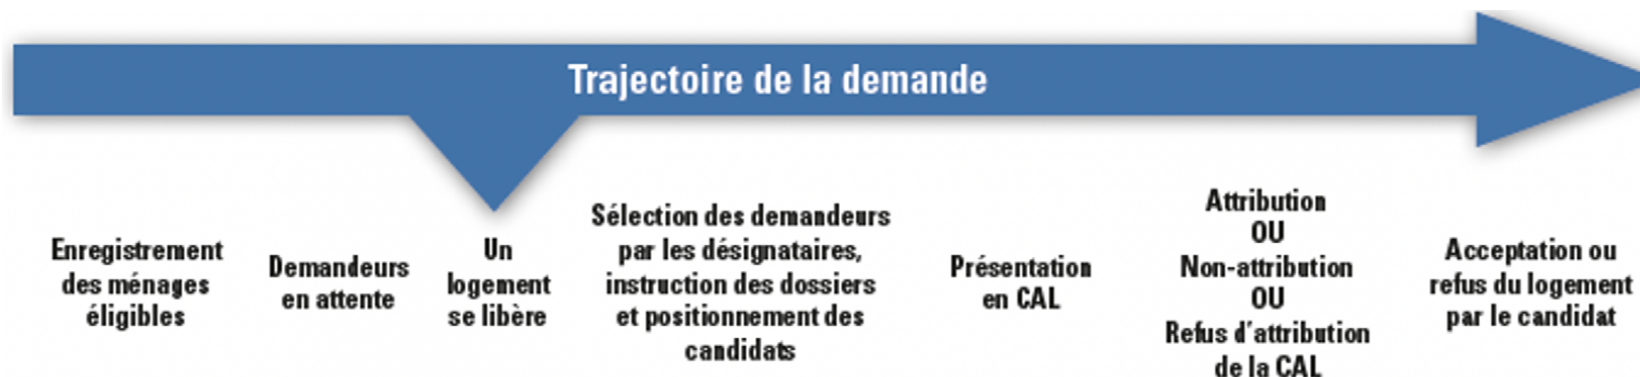 Trajectoire de la demande
Enregistrement
des ménages
éligibles
Demandeurs
en attente
Un
logement
se libère
Sélection des demandeurs
par les désignataires,
instruction des dossiers
et positionnement des
candidats
Présentation
en CAL
Attribution
OU
Non-attribution
OU
Refus d'attribution
de la CAL
Acceptation ou
refus du logement
par le candidat